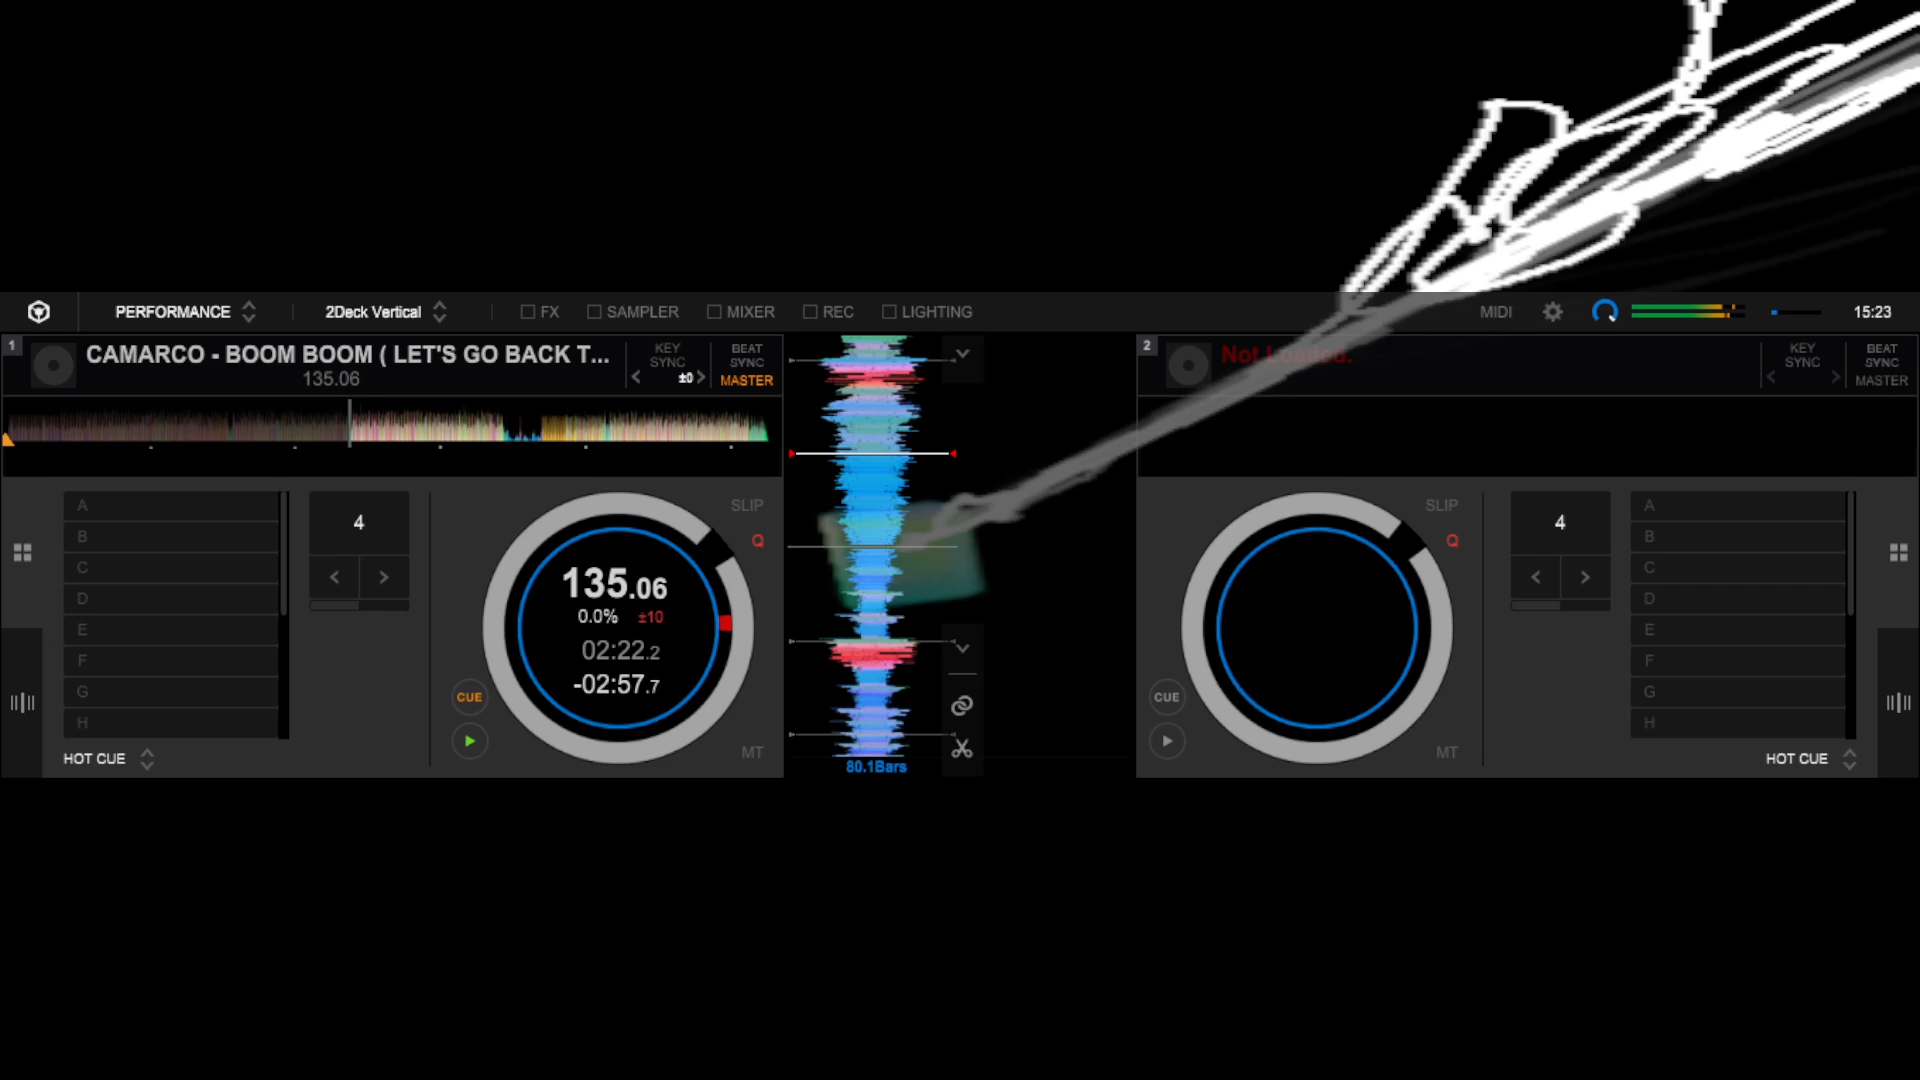 PERFORMANCE 2Deck Vertical FX SAMPLER MIXER REC LIGHTING MIDI 15:23
1 CAMARCO - BOOM BOOM ( LET'S GO BACK T...
135.06
KEY SYNC ±0
BEAT SYNC MASTER
2 Not Loaded.
KEY SYNC
BEAT SYNC MASTER
A
B
C
D
E
F
G
H
HOT CUE
4
SLIP
Q
135.06
0.0% ±10
02:22.2
-02:57.7
CUE
MT
80.1Bars
SLIP
Q
CUE
MT
4
A
B
C
D
E
F
G
H
HOT CUE